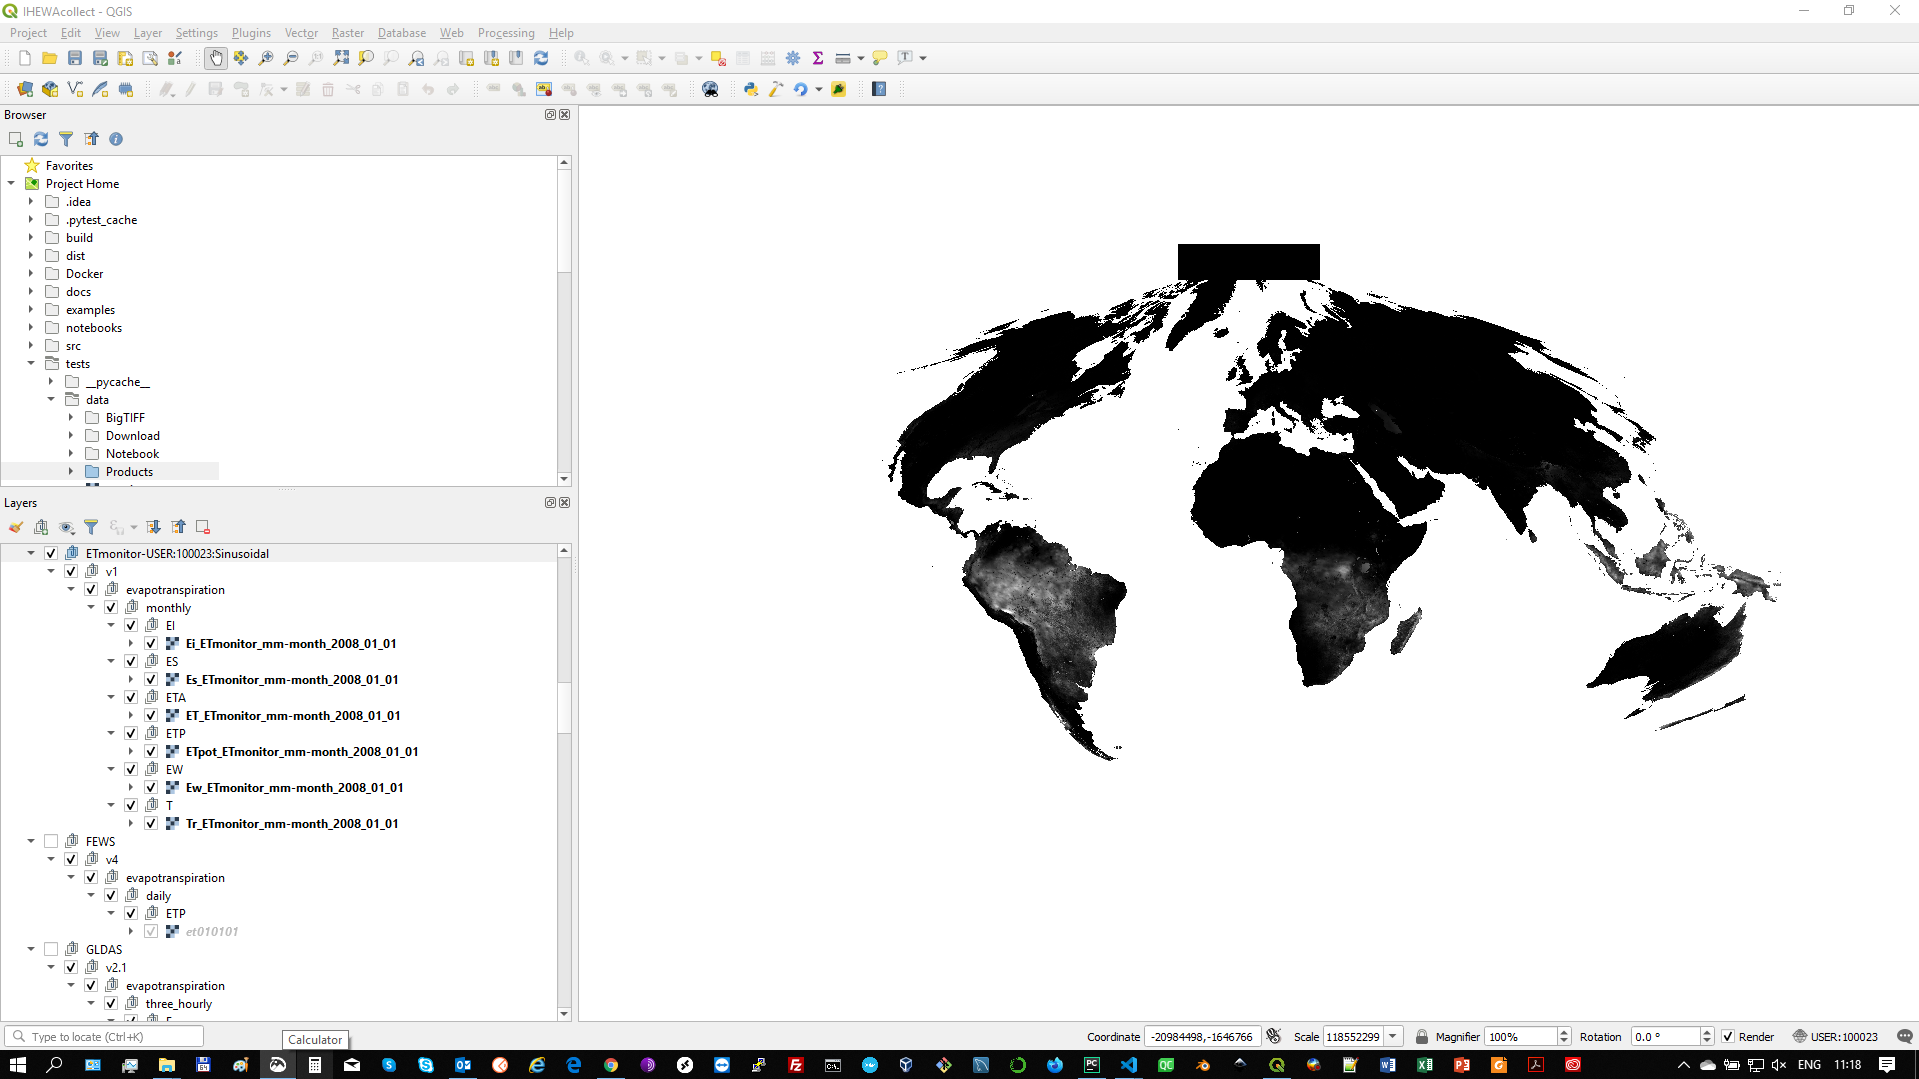 IHEWAcollect - QGIS
Project Edit View Layer Settings Plugins Vector Raster Database Web Processing Help
Browser
Favorites
Project Home
.idea
.pytest_cache
build
dist
Docker
docs
examples
notebooks
src
tests
__pycache__
data
BigTIFF
Download
Notebook
Products
Layers
ETmonitor-USER:100023:Sinusoidal
v1
evapotranspiration
monthly
EI
Ei_ETmonitor_mm-month_2008_01_01
ES
Es_ETmonitor_mm-month_2008_01_01
ETA
ET_ETmonitor_mm-month_2008_01_01
ETP
ETpot_ETmonitor_mm-month_2008_01_01
EW
Ew_ETmonitor_mm-month_2008_01_01
T
Tr_ETmonitor_mm-month_2008_01_01
FEWS
v4
evapotranspiration
daily
ETP
et010101
GLDAS
v2.1
evapotranspiration
three_hourly
Type to locate (Ctrl+K)
Calculator
Coordinate -20984498,-1646766 Scale 118552299 Magnifier 100% Rotation 0.0 ° Render USER:100023
ENG 11:18